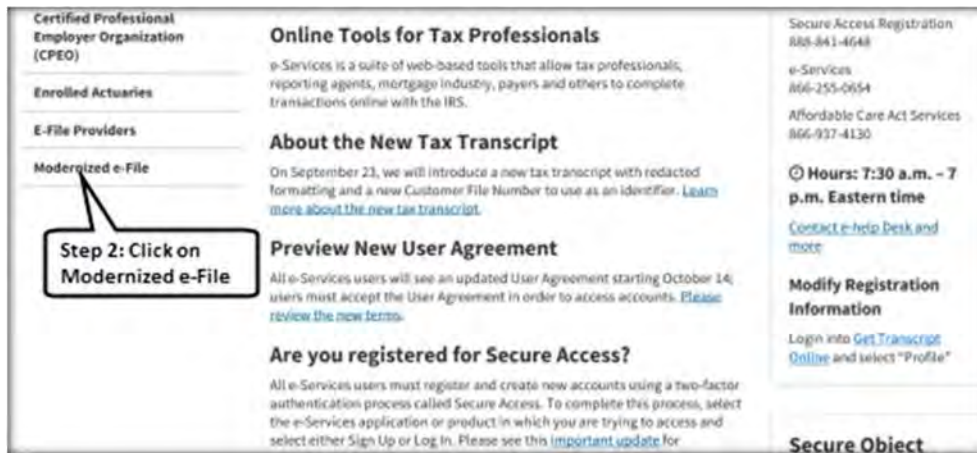 Certified Professional
Employer Organization
(CPEO)
Enrolled Actuaries
E-File Providers
Modernized e-File
Step 2: Click on
Modernized e-File
Online Tools for Tax Professionals
e-Services is a suite of web-based tools that allow tax professionals,
reporting agents, mortgage industry, payers and others to complete
transactions online with the IRS.
About the New Tax Transcript
On September 23, we will introduce a new tax transcript with redacted
formatting and a new Customer File Number to use as an identifier. Learn
more about the new tax transcript.
Preview New User Agreement
All e-Services users will see an updated User Agreement starting October 14;
users must accept the User Agreement in order to access accounts. Please
review the new terms.
Are you registered for Secure Access?
All e-Services users must register and create new accounts using a two-factor
authentication process called Secure Access. To complete this process, select
the e-Services application or product in which you are trying to access and
select either Sign Up or Log In. Please see this important update for
Secure Access Registration
888-841-4648
e-Services
866-255-0654
Affordable Care Act Services
866-937-4130
Hours: 7:30 a.m. – 7
p.m. Eastern time
Contact e-help Desk and
more
Modify Registration
Information
Login into Get Transcript
Online and select "Profile"
Secure Object